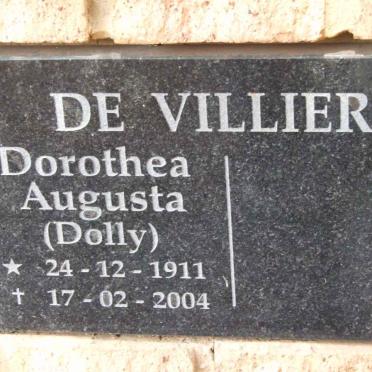 DE VILLIER
Dorothea
Augusta
(Dolly)
★ 24 - 12 - 1911
† 17 - 02 - 2004